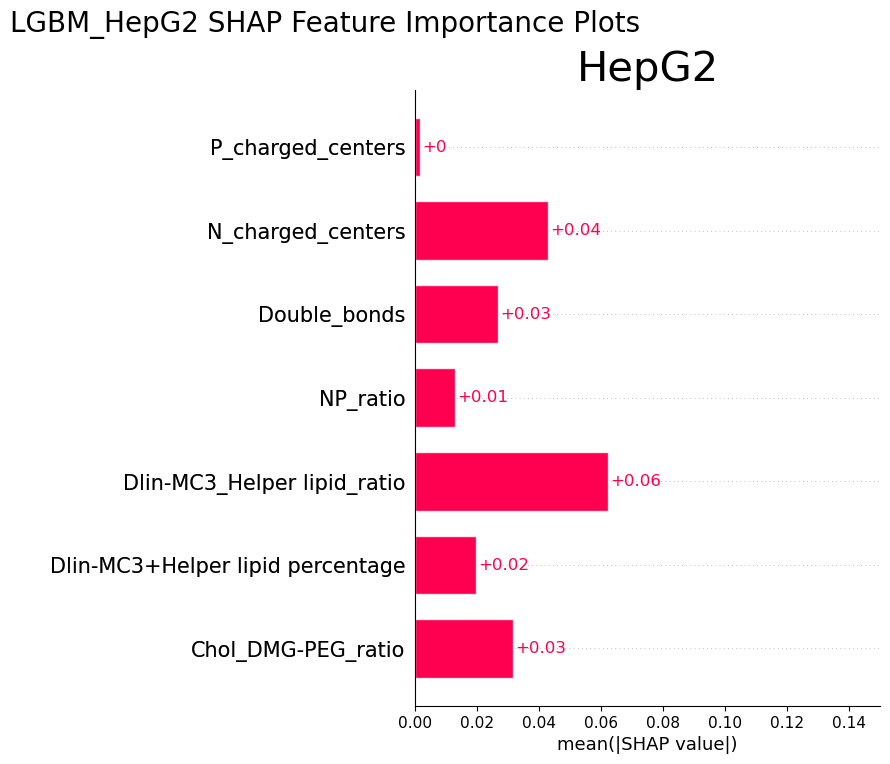 LGBM_HepG2 SHAP Feature Importance Plots
HepG2
P_charged_centers +0
N_charged_centers +0.04
Double_bonds +0.03
NP_ratio +0.01
Dlin-MC3_Helper lipid_ratio +0.06
Dlin-MC3+Helper lipid percentage +0.02
Chol_DMG-PEG_ratio +0.03
0.00 0.02 0.04 0.06 0.08 0.10 0.12 0.14
mean(|SHAP value|)